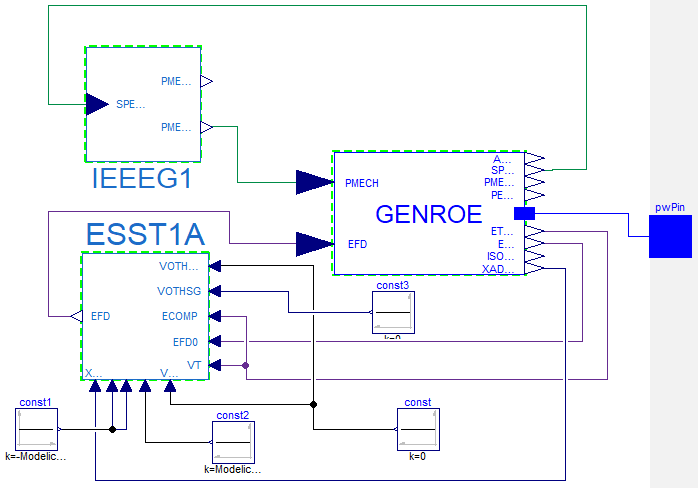 PME...
SPE...
PME...
IEEEG1
A...
SP...
PMECH
PME...
PE...
GENROE
pwPin
ESST1A
EFD
ET...
E...
ISO...
XAD...
VOTH...
VOTHSG
const3
k=0
EFD
ECOMP
EFD0
VT
X...
V...
const1
k=-Modelic...
const2
k=Modelic...
const
k=0